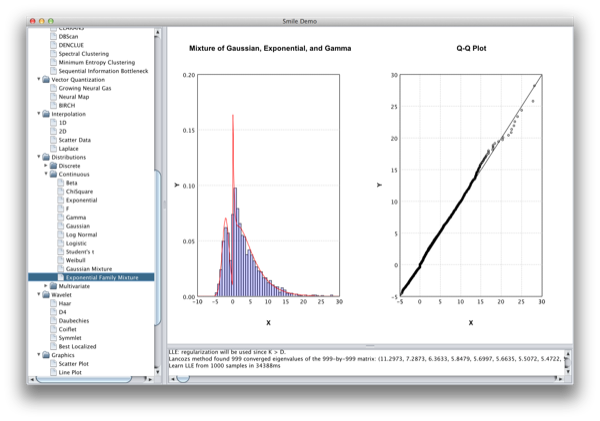 Smile Demo
CLARANS
DBScan
DENCLUE
Spectral Clustering
Minimum Entropy Clustering
Sequential Information Bottleneck
Vector Quantization
Growing Neural Gas
Neural Map
BIRCH
Interpolation
1D
2D
Scatter Data
Laplace
Distributions
Discrete
Continuous
Beta
ChiSquare
Exponential
F
Gamma
Gaussian
Log Normal
Logistic
Student's t
Weibull
Gaussian Mixture
Exponential Family Mixture
Multivariate
Wavelet
Haar
D4
Daubechies
Coiflet
Symmlet
Best Localized
Graphics
Scatter Plot
Line Plot
Mixture of Gaussian, Exponential, and Gamma
0.20
0.15
0.10
0.05
0.00
Y
-10 -5 0 5 10 15 20 25 30
X
Q-Q Plot
30
25
20
15
10
5
0
-5
Y
-5 0 5 10 15 20 25 30
X
LLE: regularization will be used since K > D.
Lanczos method found 999 converged eigenvalues of the 999-by-999 matrix: (11.2973, 7.2873, 6.3633, 5.8479, 5.6997, 5.6635, 5.5072, 5.4722,
Learn LLE from 1000 samples in 34388ms